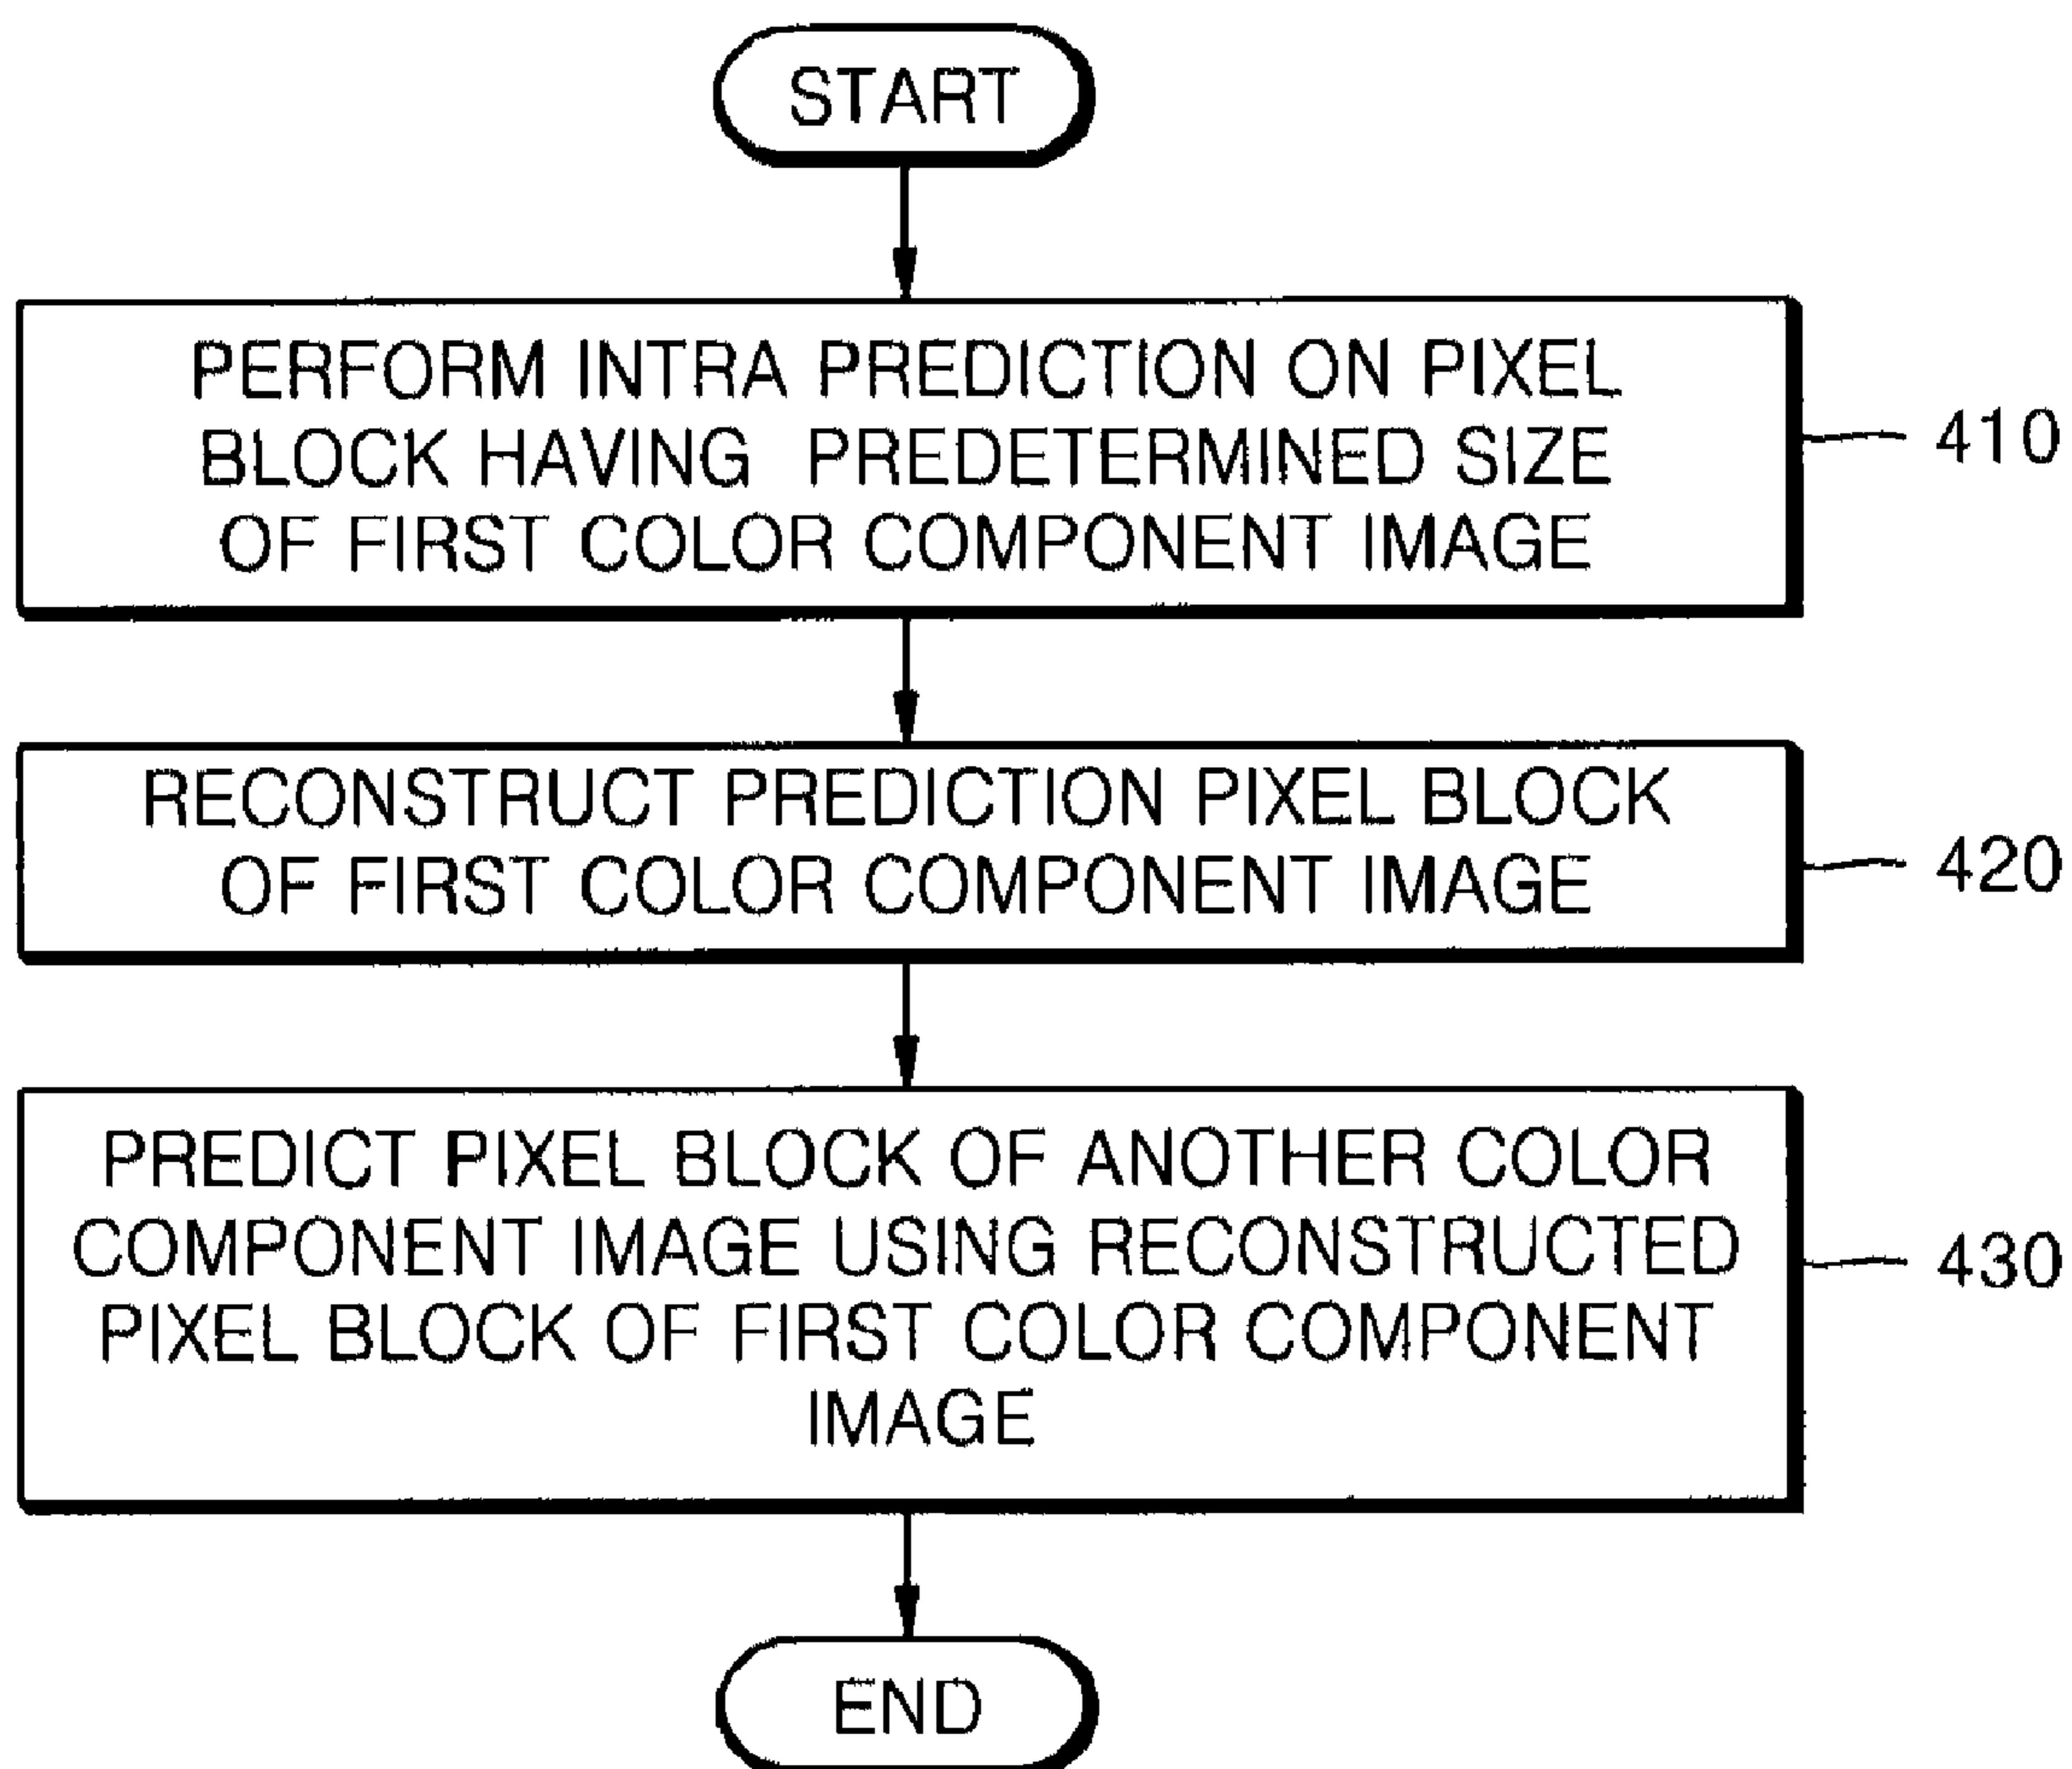 START
PERFORM INTRA PREDICTION ON PIXEL
BLOCK HAVING PREDETERMINED SIZE
OF FIRST COLOR COMPONENT IMAGE
410
RECONSTRUCT PREDICTION PIXEL BLOCK
OF FIRST COLOR COMPONENT IMAGE
420
PREDICT PIXEL BLOCK OF ANOTHER COLOR
COMPONENT IMAGE USING RECONSTRUCTED
PIXEL BLOCK OF FIRST COLOR COMPONENT
IMAGE
430
END